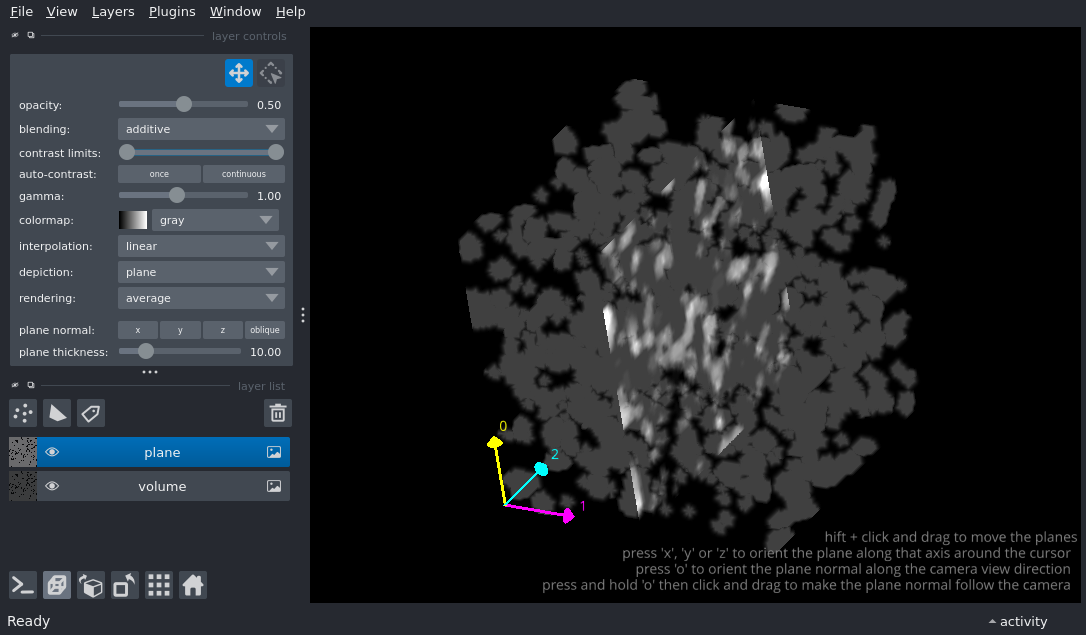 File View Layers Plugins Window Help
layer controls
opacity: 0.50
blending: additive
contrast limits:
auto-contrast: once continuous
gamma: 1.00
colormap: gray
interpolation: linear
depiction: plane
rendering: average
plane normal: x y z oblique
plane thickness: 10.00
layer list
plane
volume
0
2
1
hift + click and drag to move the planes
press 'x', 'y' or 'z' to orient the plane along that axis around the cursor
press 'o' to orient the plane normal along the camera view direction
press and hold 'o' then click and drag to make the plane normal follow the camera
Ready activity